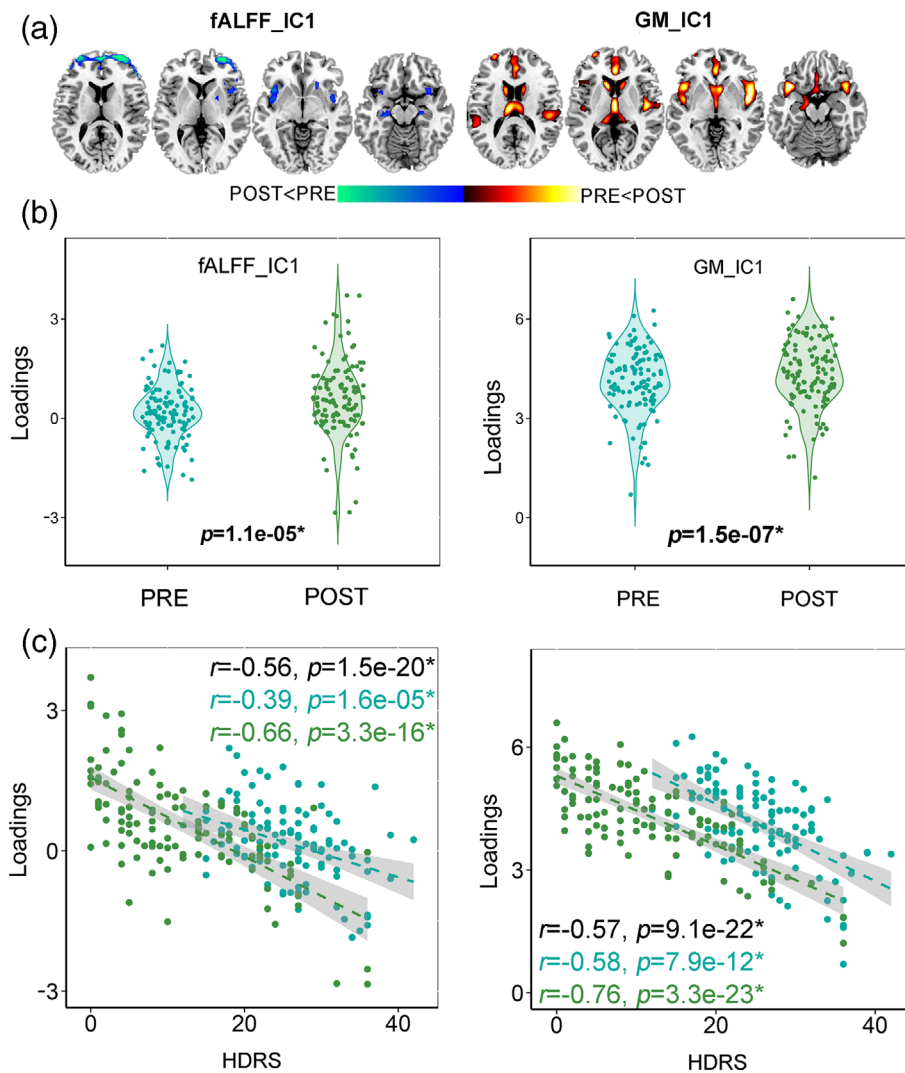 (a)
fALFF_IC1
GM_IC1
POST<PRE
PRE<POST
(b)
Loadings
3
0
−3
fALFF_IC1
p=1.1e-05*
PRE
POST
Loadings
6
3
0
GM_IC1
p=1.5e-07*
PRE
POST
(c)
Loadings
3
0
−3
r=-0.56, p=1.5e-20*
r=-0.39, p=1.6e-05*
r=-0.66, p=3.3e-16*
0
20
40
HDRS
Loadings
6
3
0
r=-0.57, p=9.1e-22*
r=-0.58, p=7.9e-12*
r=-0.76, p=3.3e-23*
0
20
40
HDRS